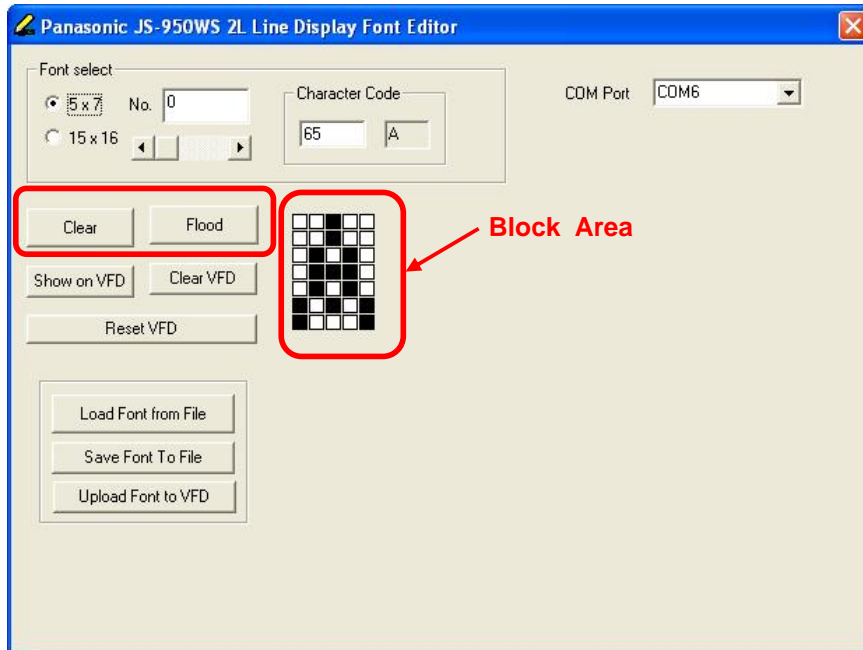 Panasonic JS-950WS 2L Line Display Font Editor
Font select
5 x 7 No. 0
15 x 16
Character Code
65 A
COM Port COM6
Clear Flood
Block Area
Show on VFD Clear VFD
Reset VFD
Load Font from File
Save Font To File
Upload Font to VFD